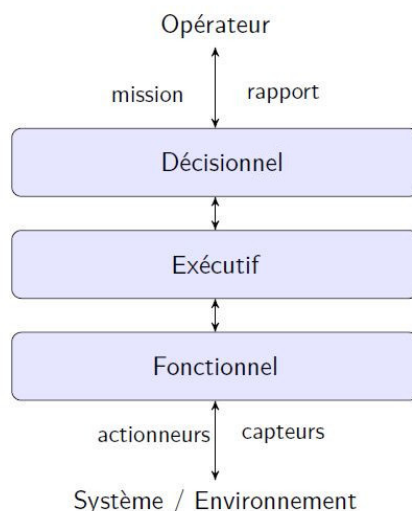 Opérateur
mission rapport
Décisionnel
Exécutif
Fonctionnel
actionneurs capteurs
Système / Environnement